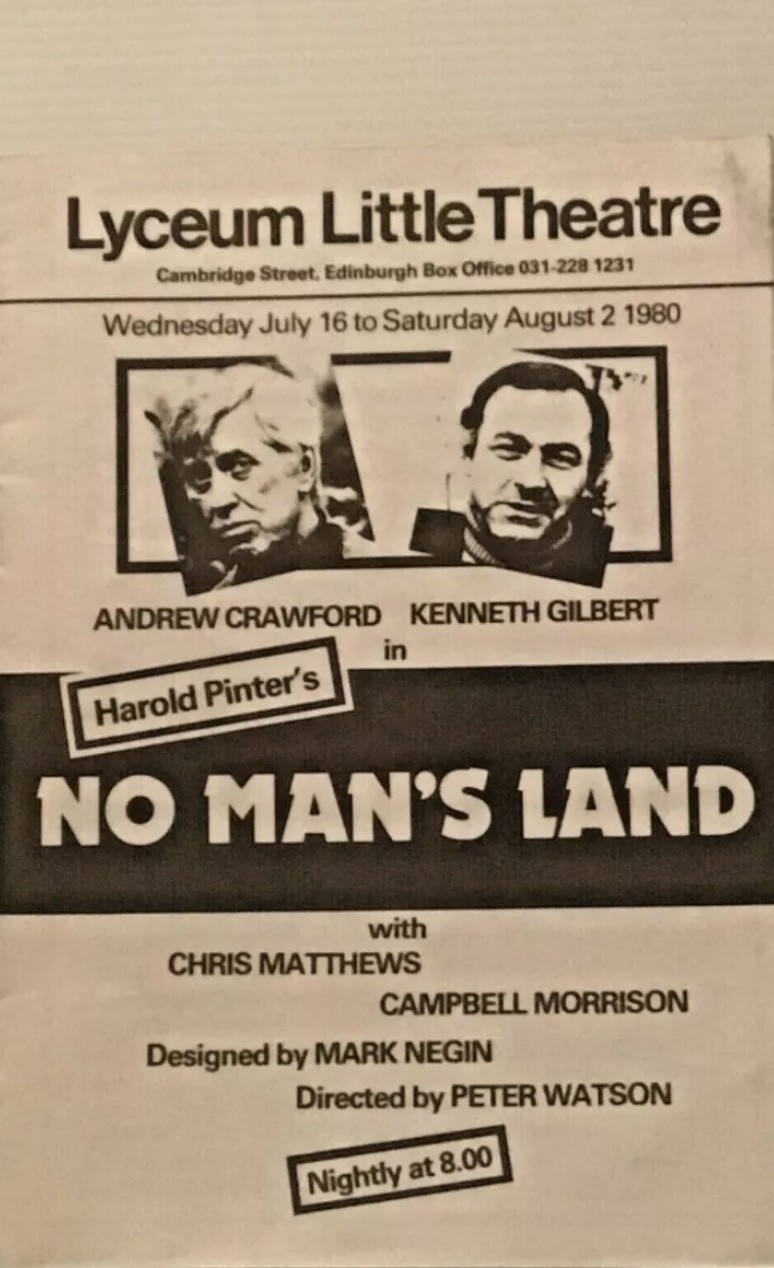 Lyceum Little Theatre
Cambridge Street, Edinburgh Box Office 031-228 1231
Wednesday July 16 to Saturday August 2 1980
ANDREW CRAWFORD KENNETH GILBERT
in
Harold Pinter's
NO MAN'S LAND
with
CHRIS MATTHEWS
CAMPBELL MORRISON
Designed by MARK NEGIN
Directed by PETER WATSON
Nightly at 8.00